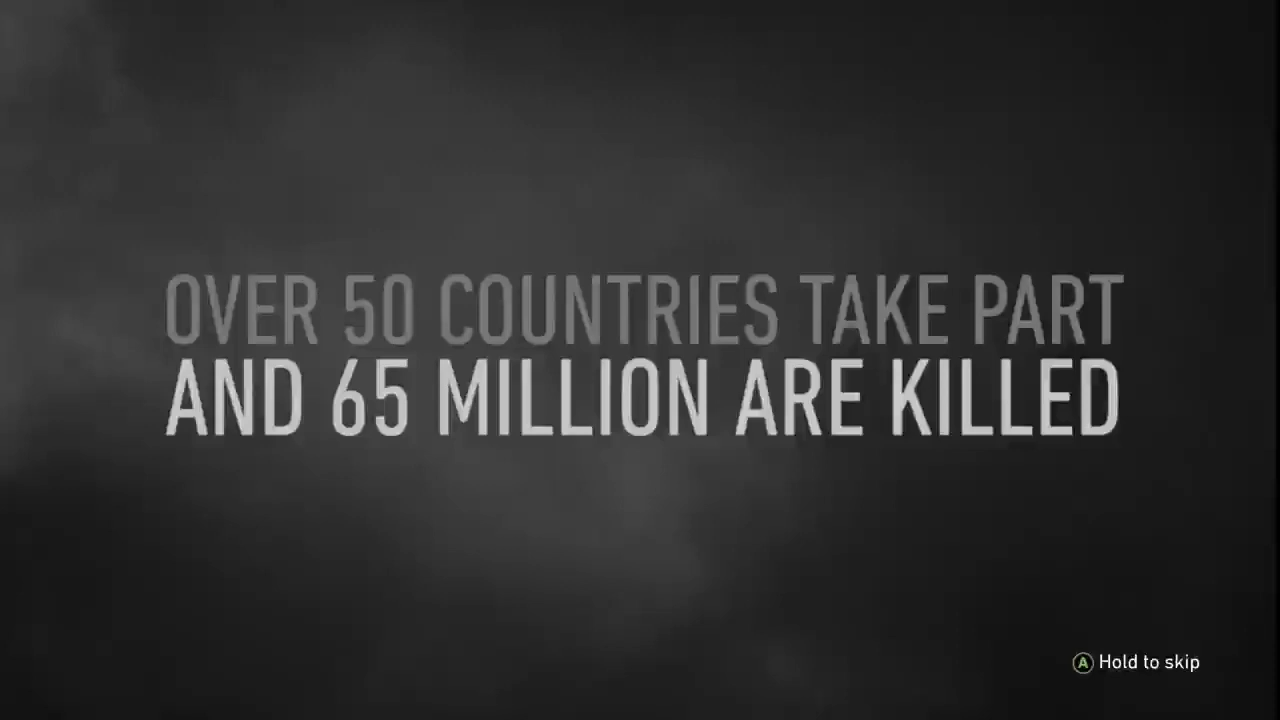 OVER 50 COUNTRIES TAKE PART
AND 65 MILLION ARE KILLED
A Hold to skip